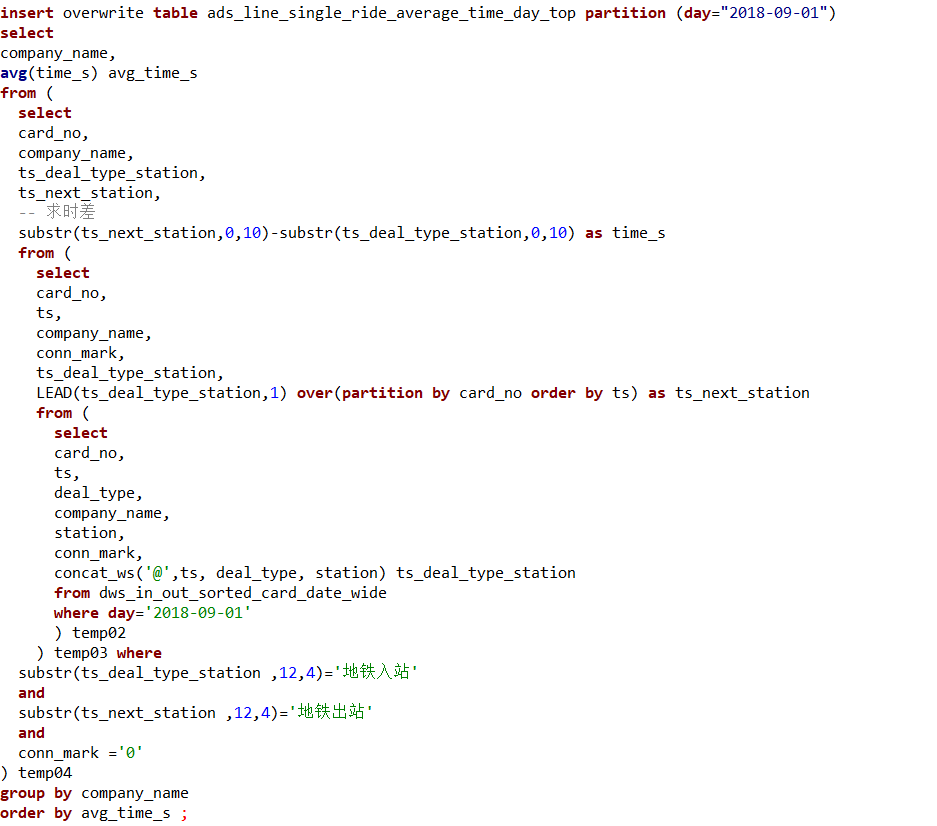 insert overwrite table ads_line_single_ride_average_time_day_top partition (day="2018-09-01")
select
company_name,
avg(time_s) avg_time_s
from (
  select
  card_no,
  company_name,
  ts_deal_type_station,
  ts_next_station,
  -- 求时差
  substr(ts_next_station,0,10)-substr(ts_deal_type_station,0,10) as time_s
  from (
    select
    card_no,
    ts,
    company_name,
    conn_mark,
    ts_deal_type_station,
    LEAD(ts_deal_type_station,1) over(partition by card_no order by ts) as ts_next_station
    from (
      select
      card_no,
      ts,
      deal_type,
      company_name,
      station,
      conn_mark,
      concat_ws('@',ts, deal_type, station) ts_deal_type_station
      from dws_in_out_sorted_card_date_wide
      where day='2018-09-01'
      ) temp02
    ) temp03 where
  substr(ts_deal_type_station ,12,4)='地铁入站'
  and
  substr(ts_next_station ,12,4)='地铁出站'
  and
  conn_mark ='0'
) temp04
group by company_name
order by avg_time_s ;